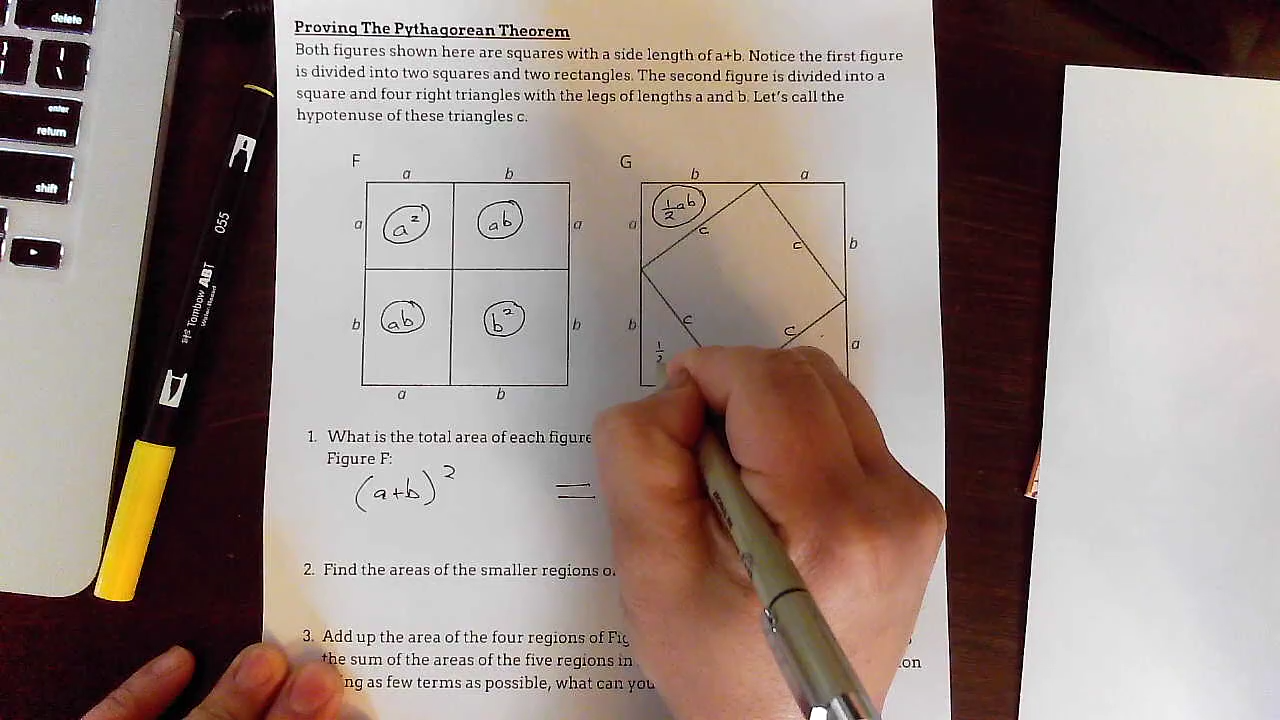 delete
enter
return
shift
055
Tombow ABT
Proving The Pythagorean Theorem
Both figures shown here are squares with a side length of a+b. Notice the first figure
is divided into two squares and two rectangles. The second figure is divided into a
square and four right triangles with the legs of lengths a and b. Let's call the
hypotenuse of these triangles c.
F
a b
a a² ab a
b ab b² b
a b
G
b a
a ½ab c c b
b c c a
½
1. What is the total area of each figure
Figure F:
(a+b)² =
2. Find the areas of the smaller regions
3. Add up the area of the four regions of
the sum of the areas of the five regions in
as few terms as possible, what can you